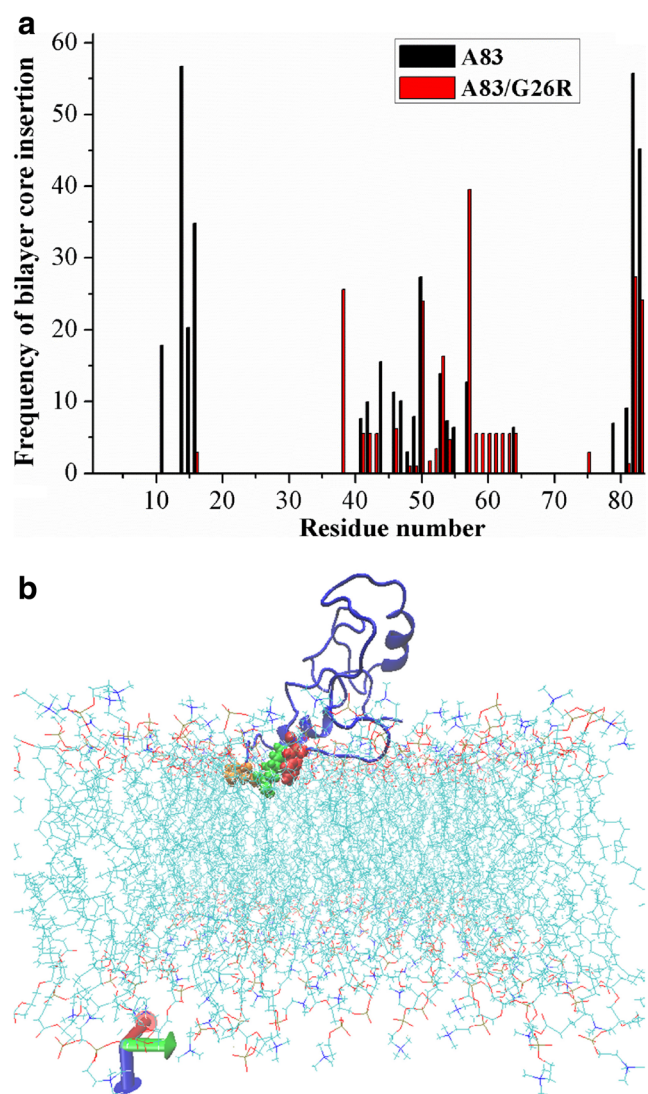 a
A83
A83/G26R
Frequency of bilayer core insertion
60
50
40
30
20
10
0
10 20 30 40 50 60 70 80
Residue number
b